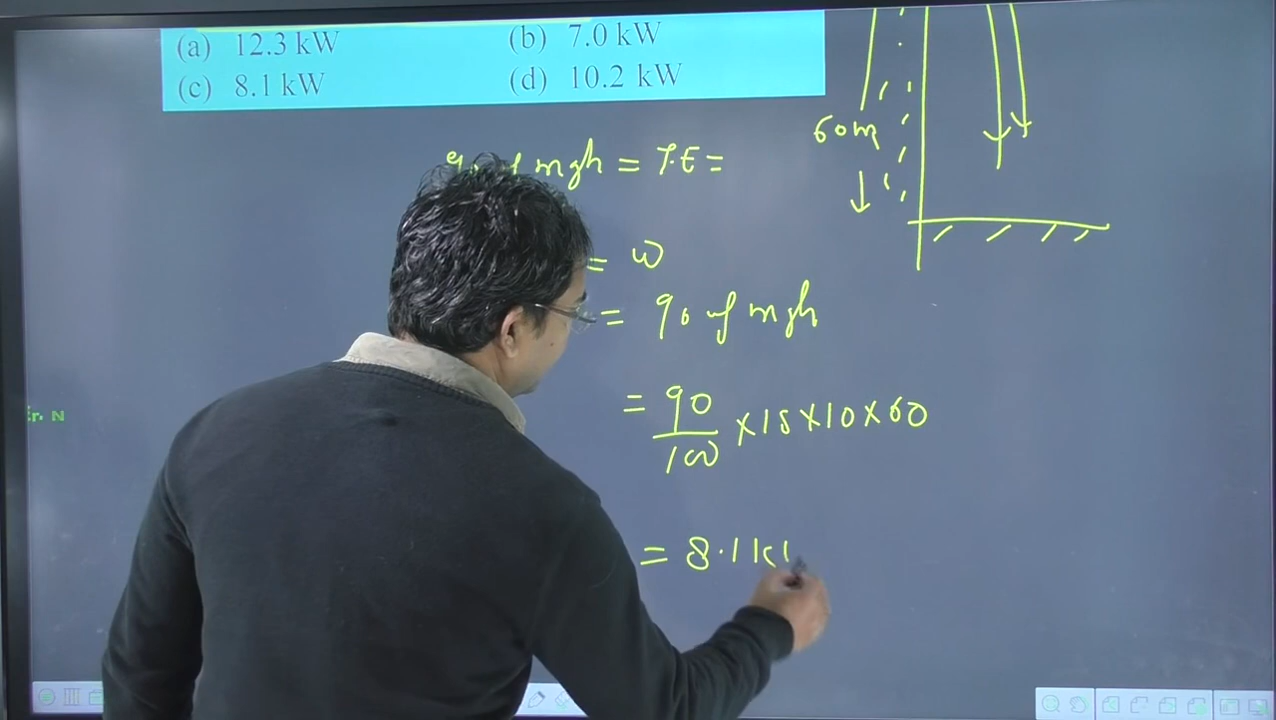 (a) 12.3 kW (b) 7.0 kW
(c) 8.1 kW (d) 10.2 kW
60m
mgh = T.E =
= W
= 90 % mgh
= 90/100 × 15 × 10 × 60
= 8.1 k
Er. N